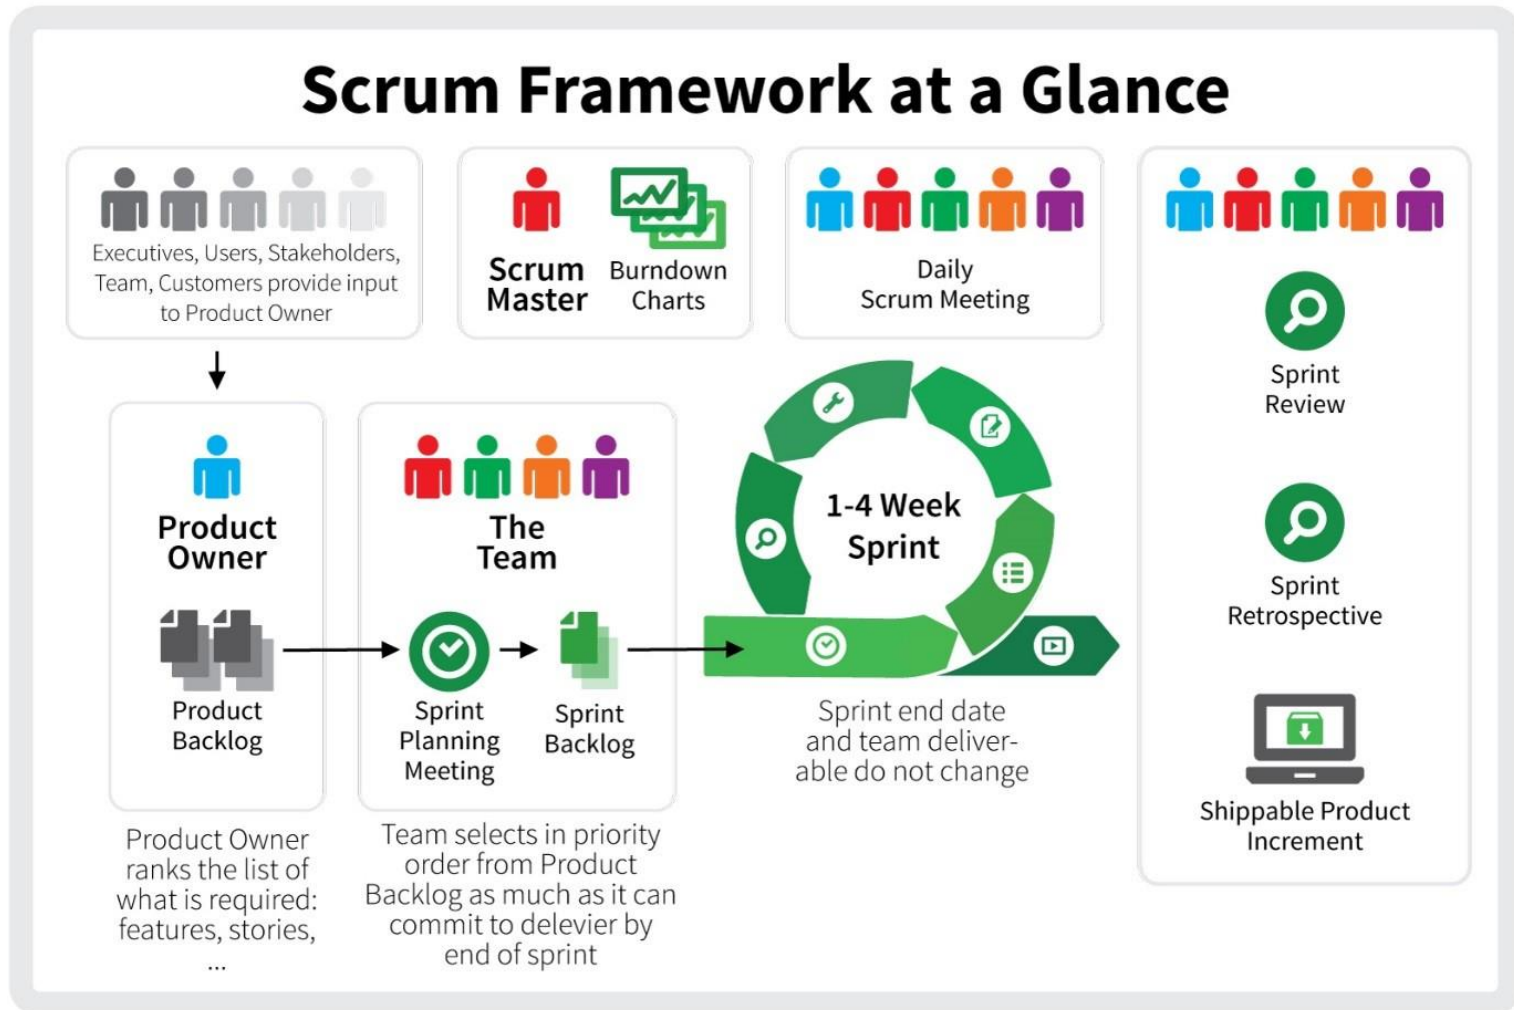 Scrum Framework at a Glance
Executives, Users, Stakeholders,
Team, Customers provide input
to Product Owner
Scrum
Master
Burndown
Charts
Daily
Scrum Meeting
Sprint
Review
Sprint
Retrospective
Shippable Product
Increment
Product
Owner
Product
Backlog
Product Owner
ranks the list of
what is required:
features, stories,
...
The
Team
Sprint
Planning
Meeting
Sprint
Backlog
Team selects in priority
order from Product
Backlog as much as it can
commit to delevier by
end of sprint
1-4 Week
Sprint
Sprint end date
and team deliver-
able do not change